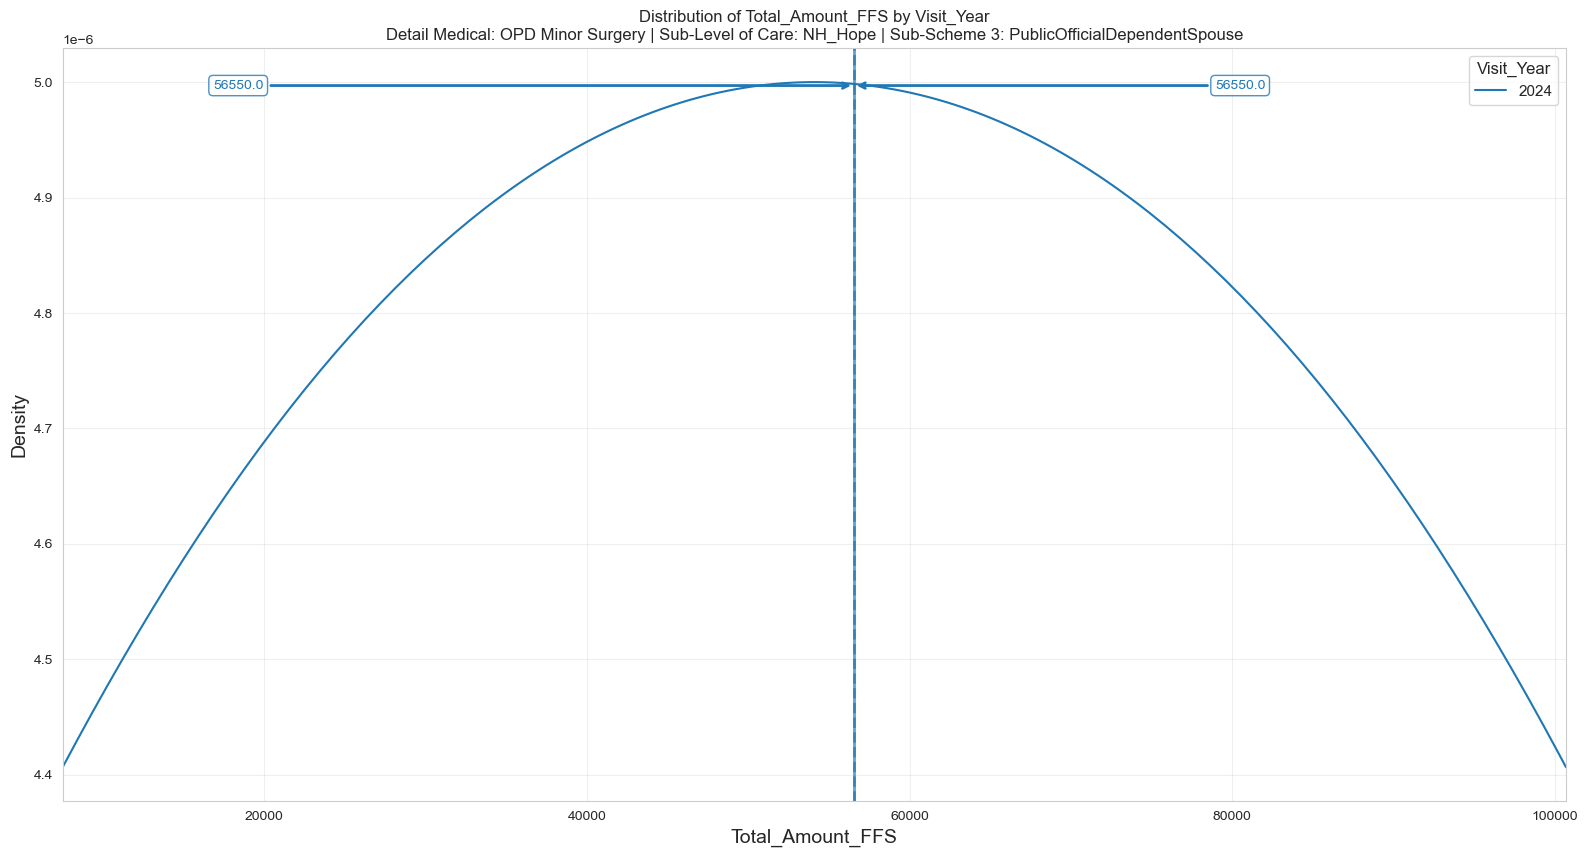 Distribution of Total_Amount_FFS by Visit_Year
Detail Medical: OPD Minor Surgery | Sub-Level of Care: NH_Hope | Sub-Scheme 3: PublicOfficialDependentSpouse
1e−6
Visit_Year
2024
56550.0
56550.0
5.0
4.9
4.8
4.7
4.6
4.5
4.4
Density
20000
40000
60000
80000
100000
Total_Amount_FFS